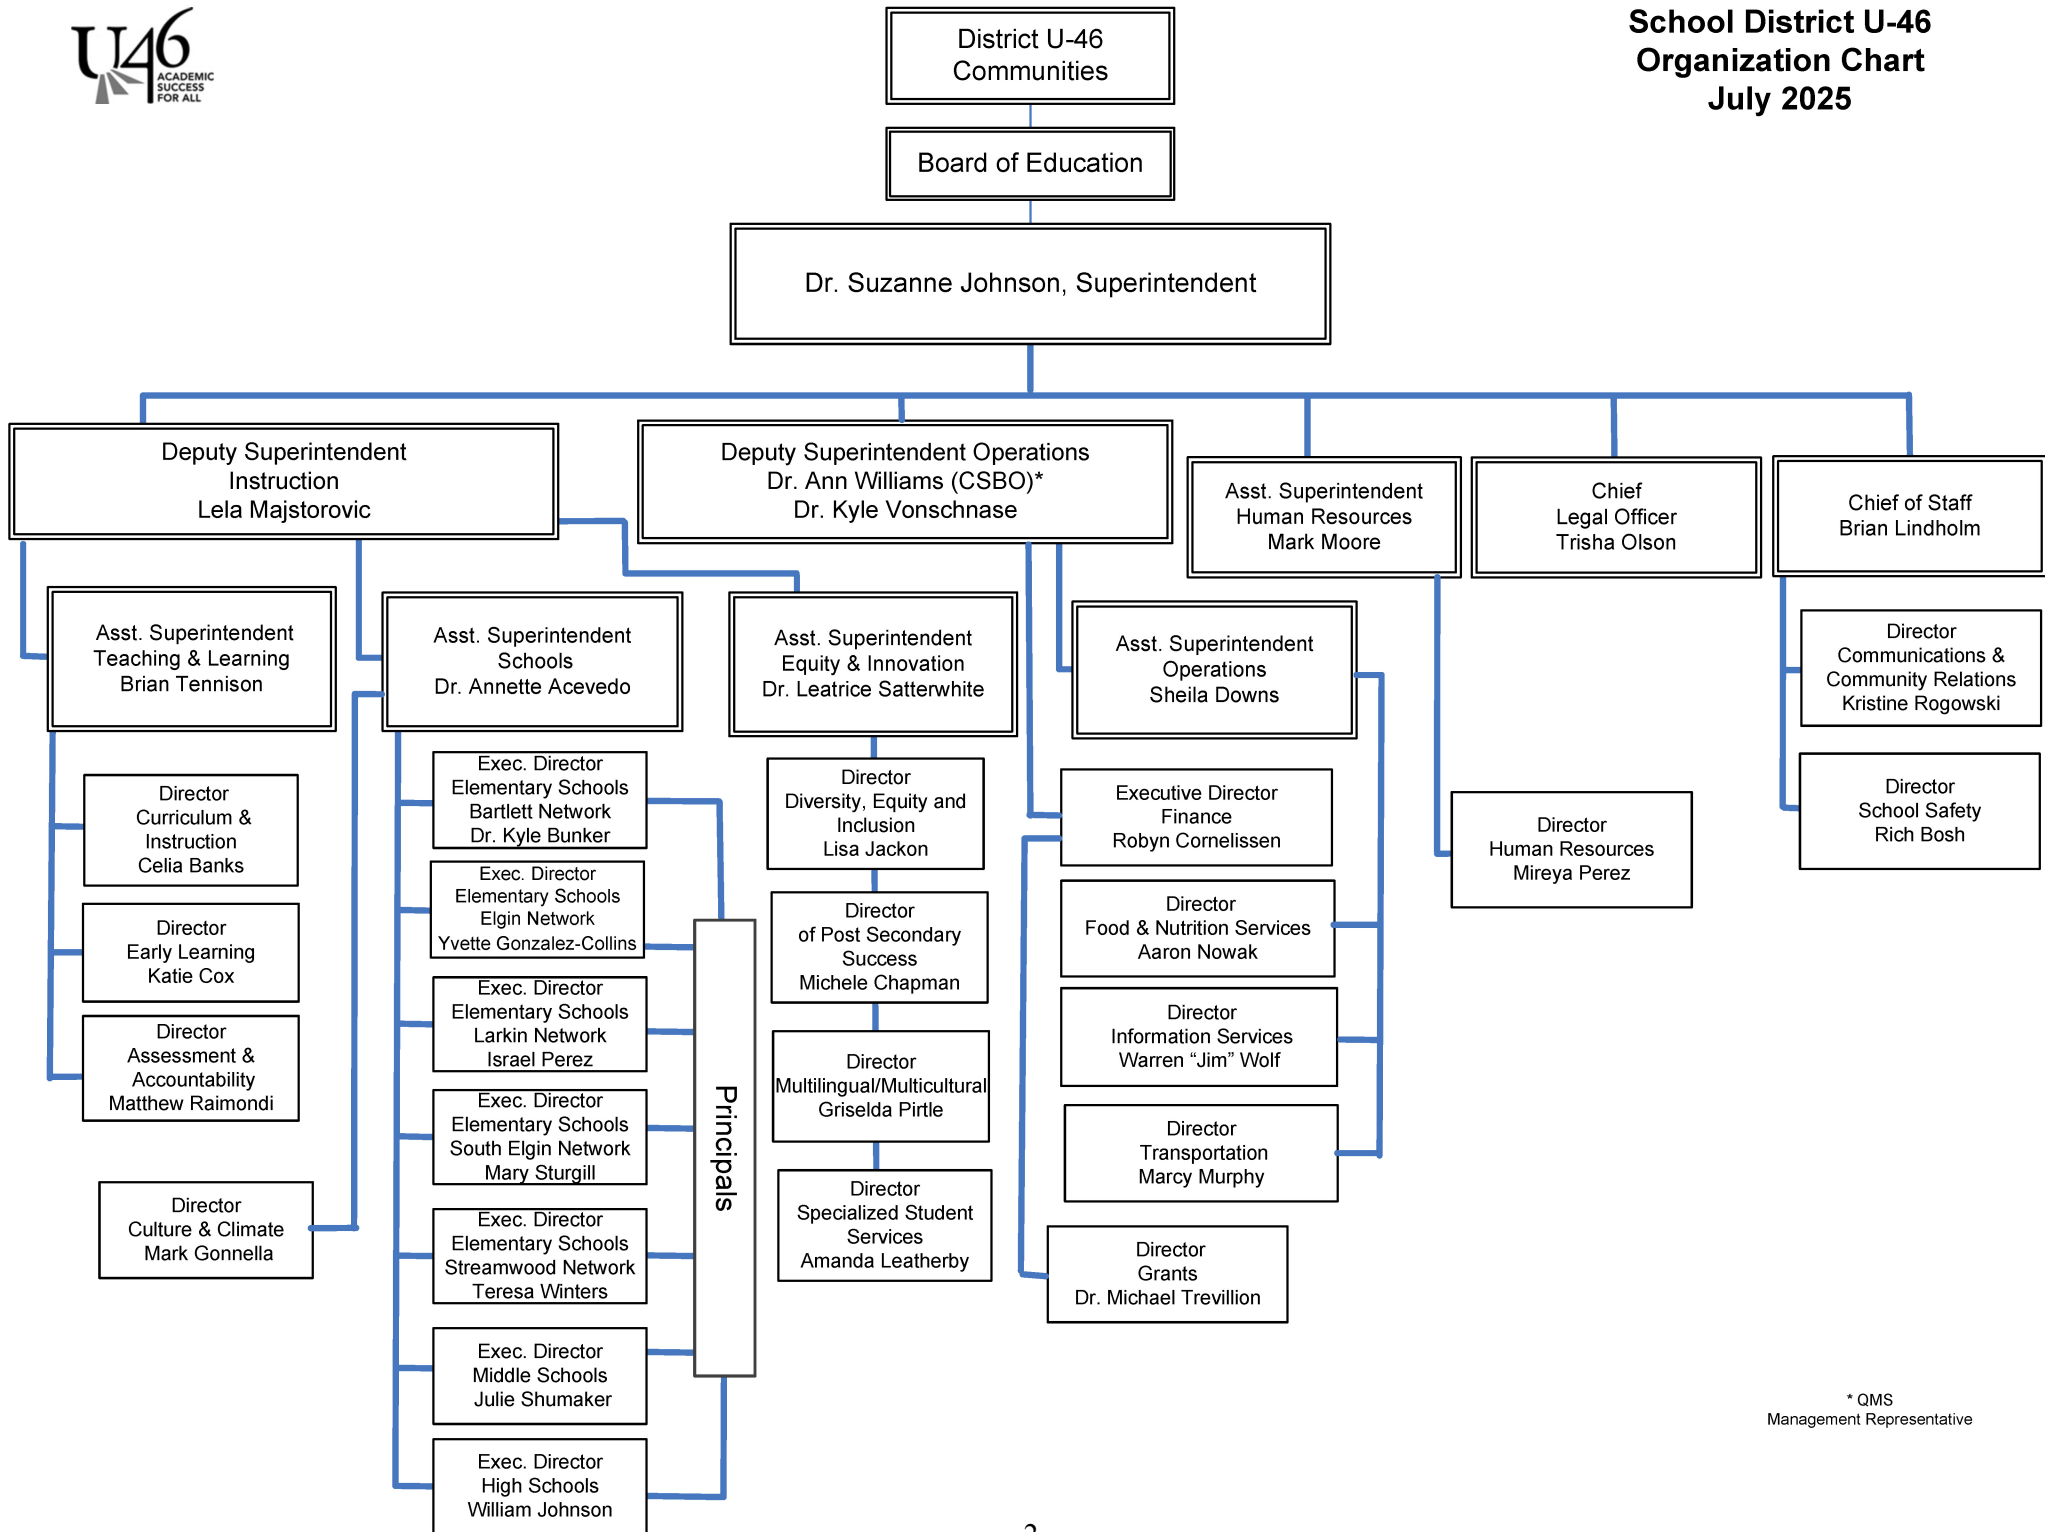 U46
ACADEMIC
SUCCESS
FOR ALL
School District U-46
Organization Chart
July 2025
District U-46
Communities
Board of Education
Dr. Suzanne Johnson, Superintendent
Deputy Superintendent
Instruction
Lela Majstorovic
Deputy Superintendent Operations
Dr. Ann Williams (CSBO)*
Dr. Kyle Vonschnase
Asst. Superintendent
Human Resources
Mark Moore
Chief
Legal Officer
Trisha Olson
Chief of Staff
Brian Lindholm
Asst. Superintendent
Teaching & Learning
Brian Tennison
Asst. Superintendent
Schools
Dr. Annette Acevedo
Asst. Superintendent
Equity & Innovation
Dr. Leatrice Satterwhite
Asst. Superintendent
Operations
Sheila Downs
Director
Communications &
Community Relations
Kristine Rogowski
Director
School Safety
Rich Bosh
Director
Human Resources
Mireya Perez
Director
Curriculum &
Instruction
Celia Banks
Director
Early Learning
Katie Cox
Director
Assessment &
Accountability
Matthew Raimondi
Director
Culture & Climate
Mark Gonnella
Exec. Director
Elementary Schools
Bartlett Network
Dr. Kyle Bunker
Exec. Director
Elementary Schools
Elgin Network
Yvette Gonzalez-Collins
Exec. Director
Elementary Schools
Larkin Network
Israel Perez
Exec. Director
Elementary Schools
South Elgin Network
Mary Sturgill
Exec. Director
Elementary Schools
Streamwood Network
Teresa Winters
Exec. Director
Middle Schools
Julie Shumaker
Exec. Director
High Schools
William Johnson
Principals
Director
Diversity, Equity and
Inclusion
Lisa Jackon
Director
of Post Secondary
Success
Michele Chapman
Director
Multilingual/Multicultural
Griselda Pirtle
Director
Specialized Student
Services
Amanda Leatherby
Executive Director
Finance
Robyn Cornelissen
Director
Food & Nutrition Services
Aaron Nowak
Director
Information Services
Warren “Jim” Wolf
Director
Transportation
Marcy Murphy
Director
Grants
Dr. Michael Trevillion
* QMS
Management Representative
2